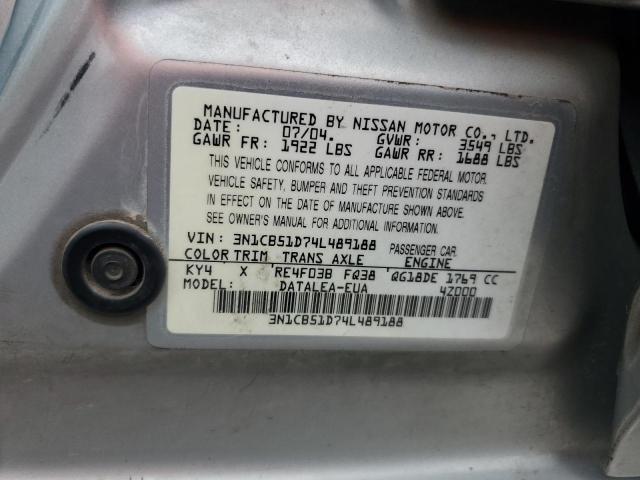 MANUFACTURED BY NISSAN MOTOR CO., LTD.
DATE: 07/04. GVWR: 3549 LBS
GAWR FR: 1922 LBS GAWR RR: 1688 LBS
THIS VEHICLE CONFORMS TO ALL APPLICABLE FEDERAL MOTOR
VEHICLE SAFETY, BUMPER AND THEFT PREVENTION STANDARDS
IN EFFECT ON THE DATE OF MANUFACTURE SHOWN ABOVE.
SEE OWNER'S MANUAL FOR ADDITIONAL INFORMATION.
VIN: 3N1CB51D74L489188 PASSENGER CAR
COLOR TRIM TRANS AXLE ENGINE
KY4 X RE4F03B FQ38 QG18DE 1769 CC
MODEL: DATALEA-EUA 42000
3N1CB51D74L489188